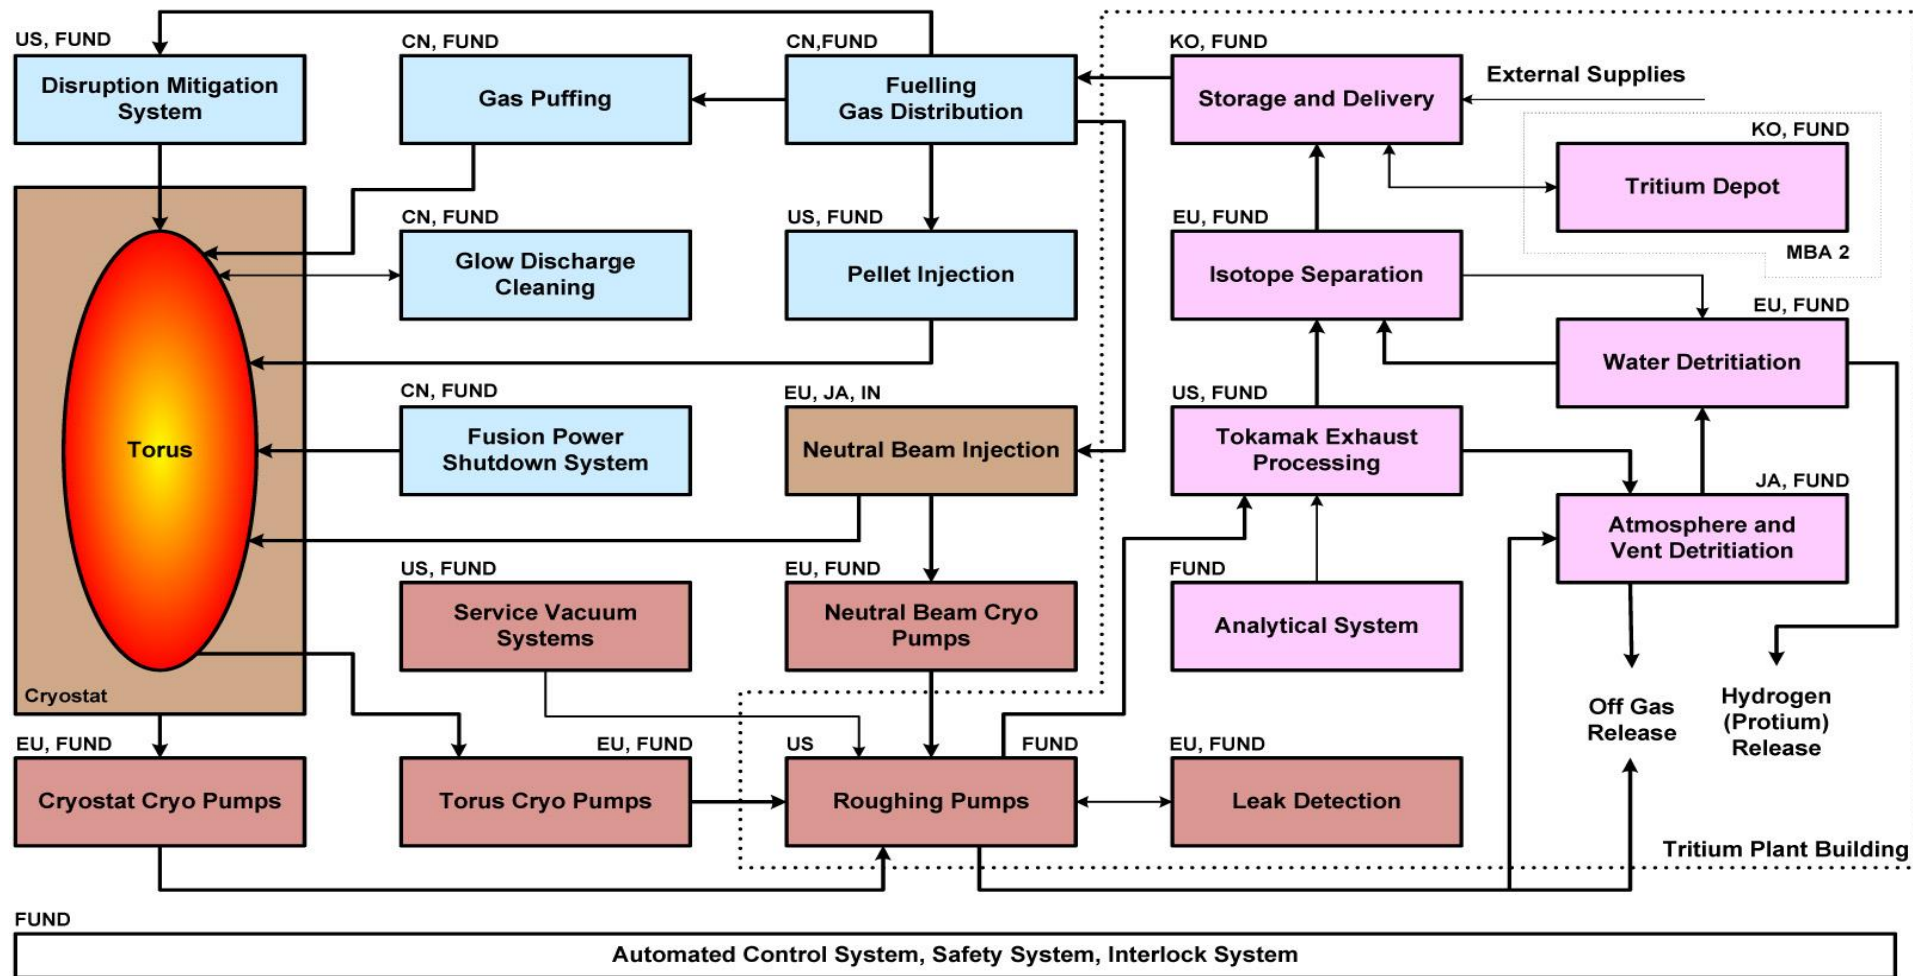 US, FUND
Disruption Mitigation
System
CN, FUND
Gas Puffing
CN,FUND
Fuelling
Gas Distribution
KO, FUND
Storage and Delivery
External Supplies
KO, FUND
Tritium Depot
MBA 2
CN, FUND
Glow Discharge
Cleaning
US, FUND
Pellet Injection
EU, FUND
Isotope Separation
EU, FUND
Water Detritiation
Torus
Cryostat
CN, FUND
Fusion Power
Shutdown System
EU, JA, IN
Neutral Beam Injection
US, FUND
Tokamak Exhaust
Processing
JA, FUND
Atmosphere and
Vent Detritiation
US, FUND
Service Vacuum
Systems
EU, FUND
Neutral Beam Cryo
Pumps
FUND
Analytical System
Off Gas
Release
Hydrogen
(Protium)
Release
EU, FUND
Cryostat Cryo Pumps
EU, FUND
Torus Cryo Pumps
US
FUND
Roughing Pumps
EU, FUND
Leak Detection
Tritium Plant Building
FUND
Automated Control System, Safety System, Interlock System